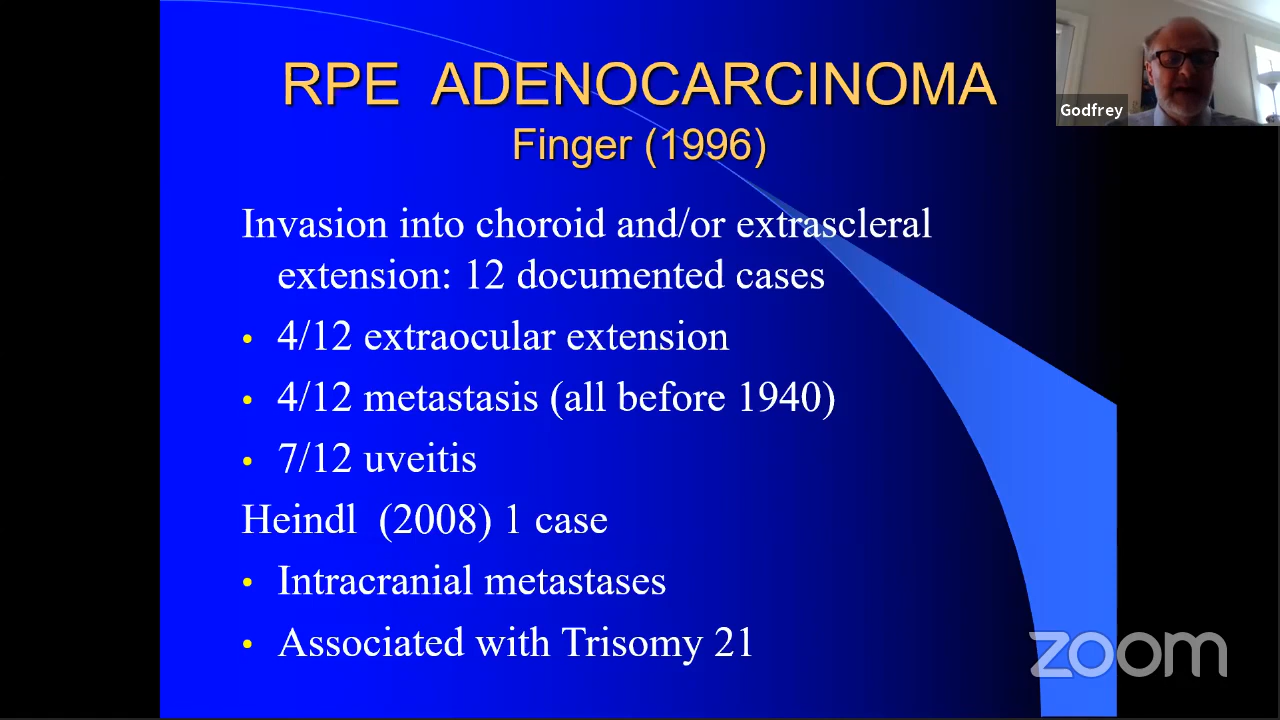 RPE ADENOCARCINOMA
Finger (1996)
Godfrey
Invasion into choroid and/or extrascleral
extension: 12 documented cases
• 4/12 extraocular extension
• 4/12 metastasis (all before 1940)
• 7/12 uveitis
Heindl (2008) 1 case
• Intracranial metastases
• Associated with Trisomy 21
zoom